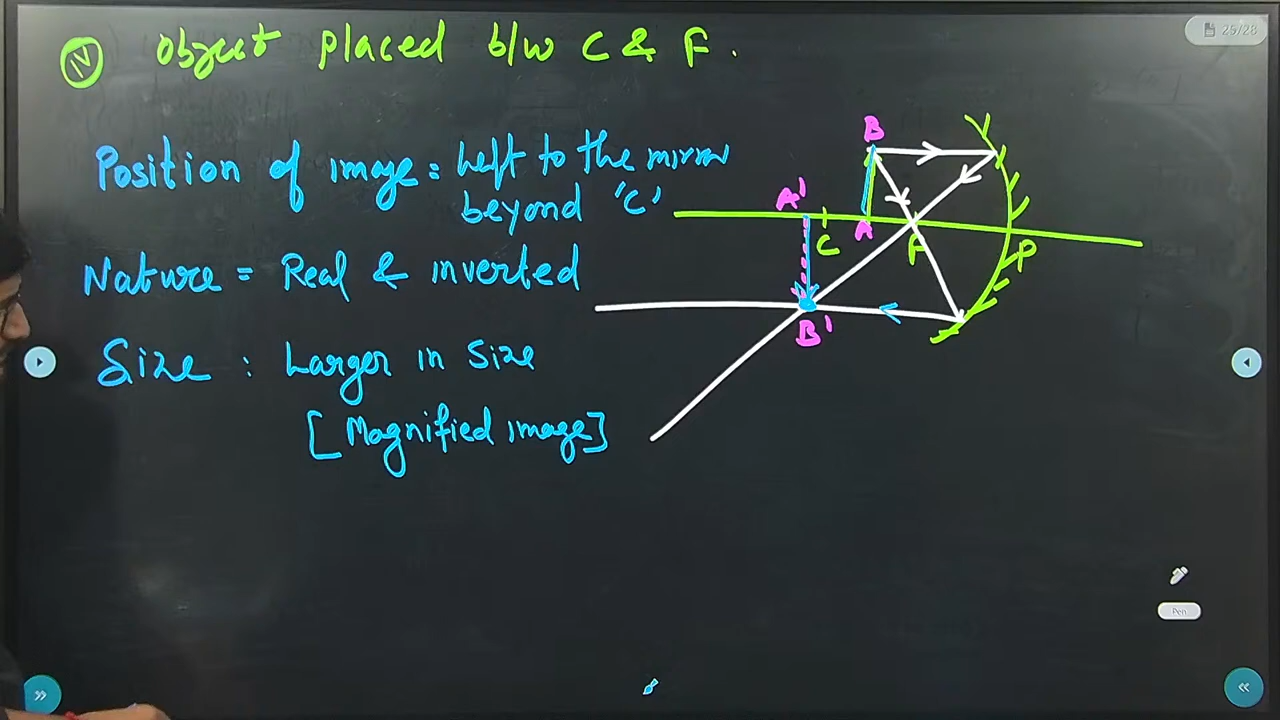 IV object placed b/w C & F.
25/28
Position of image = Left to the mirror
beyond 'C'
Nature = Real & inverted
Size : Larger in size
[Magnified image]
B
A'
A
C
F
P
B'
Pen